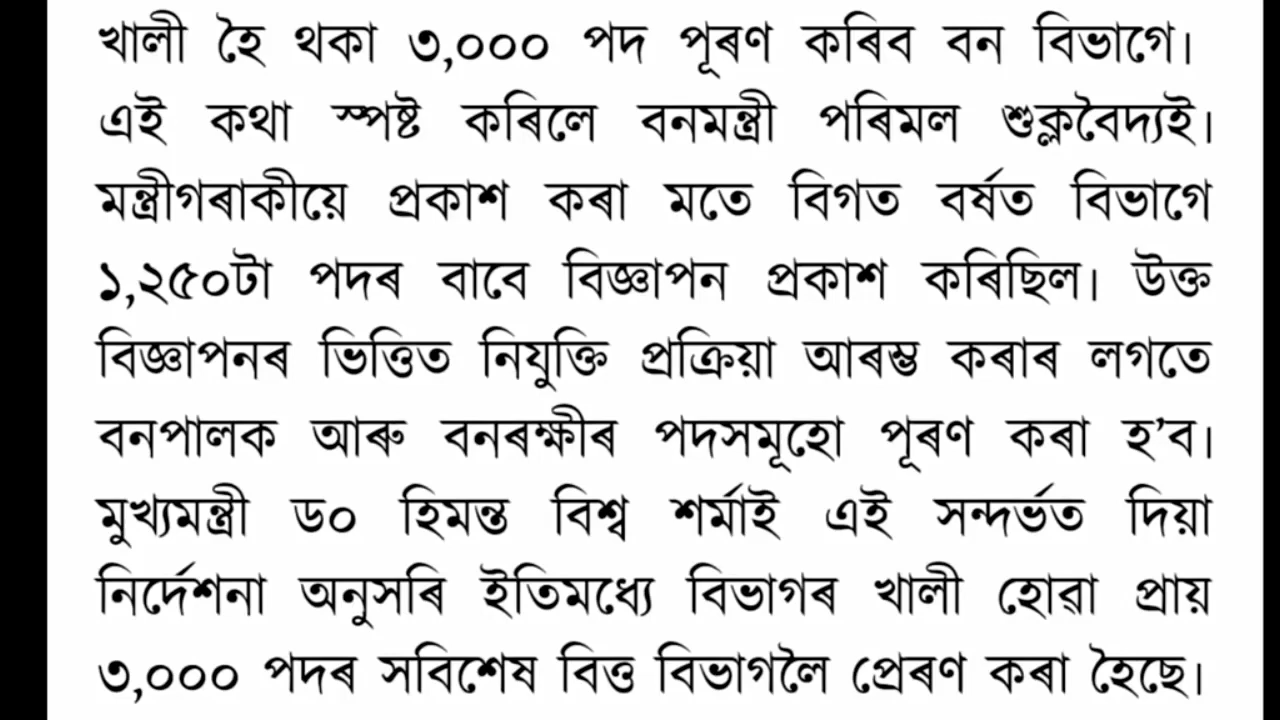 খালী হৈ থকা ৩,০০০ পদ পূৰণ কৰিব বন বিভাগে।
এই কথা স্পষ্ট কৰিলে বনমন্ত্ৰী পৰিমল শুক্লবৈদ্যই।
মন্ত্ৰীগৰাকীয়ে প্ৰকাশ কৰা মতে বিগত বৰ্ষত বিভাগে
১,২৫০টা পদৰ বাবে বিজ্ঞাপন প্ৰকাশ কৰিছিল। উক্ত
বিজ্ঞাপনৰ ভিত্তিত নিযুক্তি প্ৰক্ৰিয়া আৰম্ভ কৰাৰ লগতে
বনপালক আৰু বনৰক্ষীৰ পদসমূহো পূৰণ কৰা হ’ব।
মুখ্যমন্ত্ৰী ড০ হিমন্ত বিশ্ব শৰ্মাই এই সন্দৰ্ভত দিয়া
নিৰ্দেশনা অনুসৰি ইতিমধ্যে বিভাগৰ খালী হোৱা প্ৰায়
৩,০০০ পদৰ সবিশেষ বিত্ত বিভাগলৈ প্ৰেৰণ কৰা হৈছে।